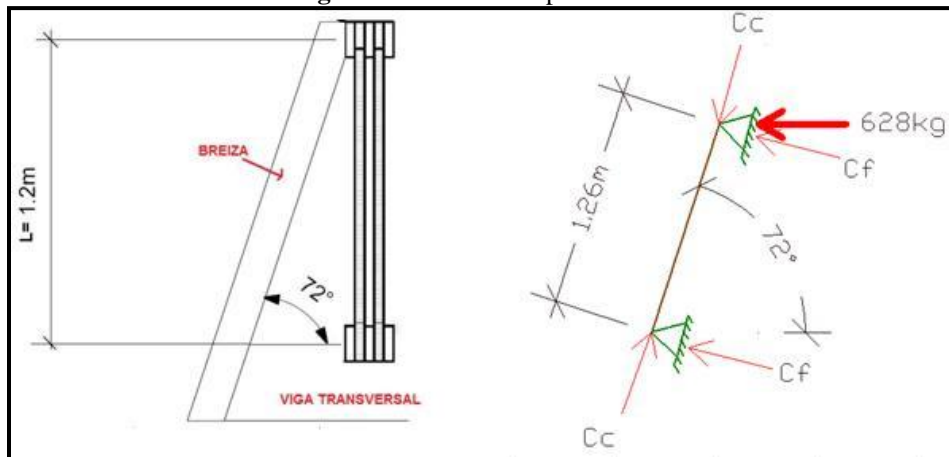 L= 1.2m
BREIZA
72°
VIGA TRANSVERSAL
Cc
628kg
Cf
1.26m
72°
Cf
Cc